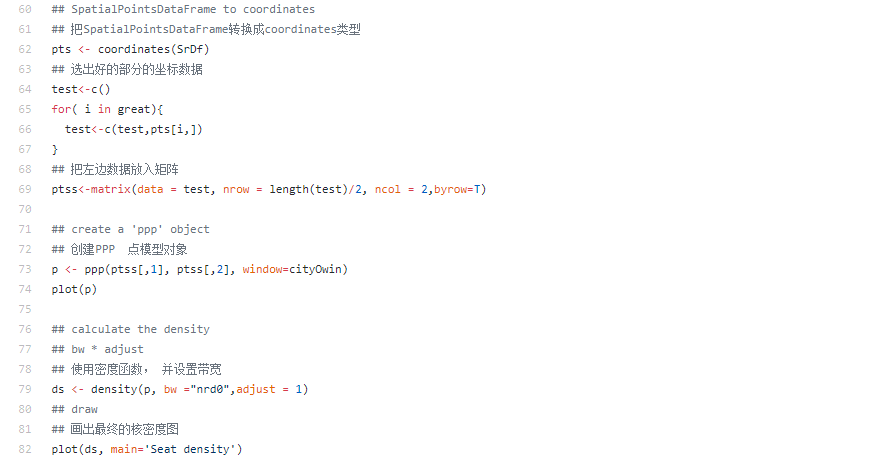 60 ## SpatialPointsDataFrame to coordinates
61 ## 把SpatialPointsDataFrame转换成coordinates类型
62 pts <- coordinates(SrDf)
63 ## 选出好的部分的坐标数据
64 test<-c()
65 for( i in great){
66   test<-c(test,pts[i,])
67 }
68 ## 把左边数据放入矩阵
69 ptss<-matrix(data = test, nrow = length(test)/2, ncol = 2,byrow=T)
70
71 ## create a 'ppp' object
72 ## 创建PPP  点模型对象
73 p <- ppp(ptss[,1], ptss[,2], window=cityOwin)
74 plot(p)
75
76 ## calculate the density
77 ## bw * adjust
78 ## 使用密度函数， 并设置带宽
79 ds <- density(p, bw ="nrd0",adjust = 1)
80 ## draw
81 ## 画出最终的核密度图
82 plot(ds, main='Seat density')